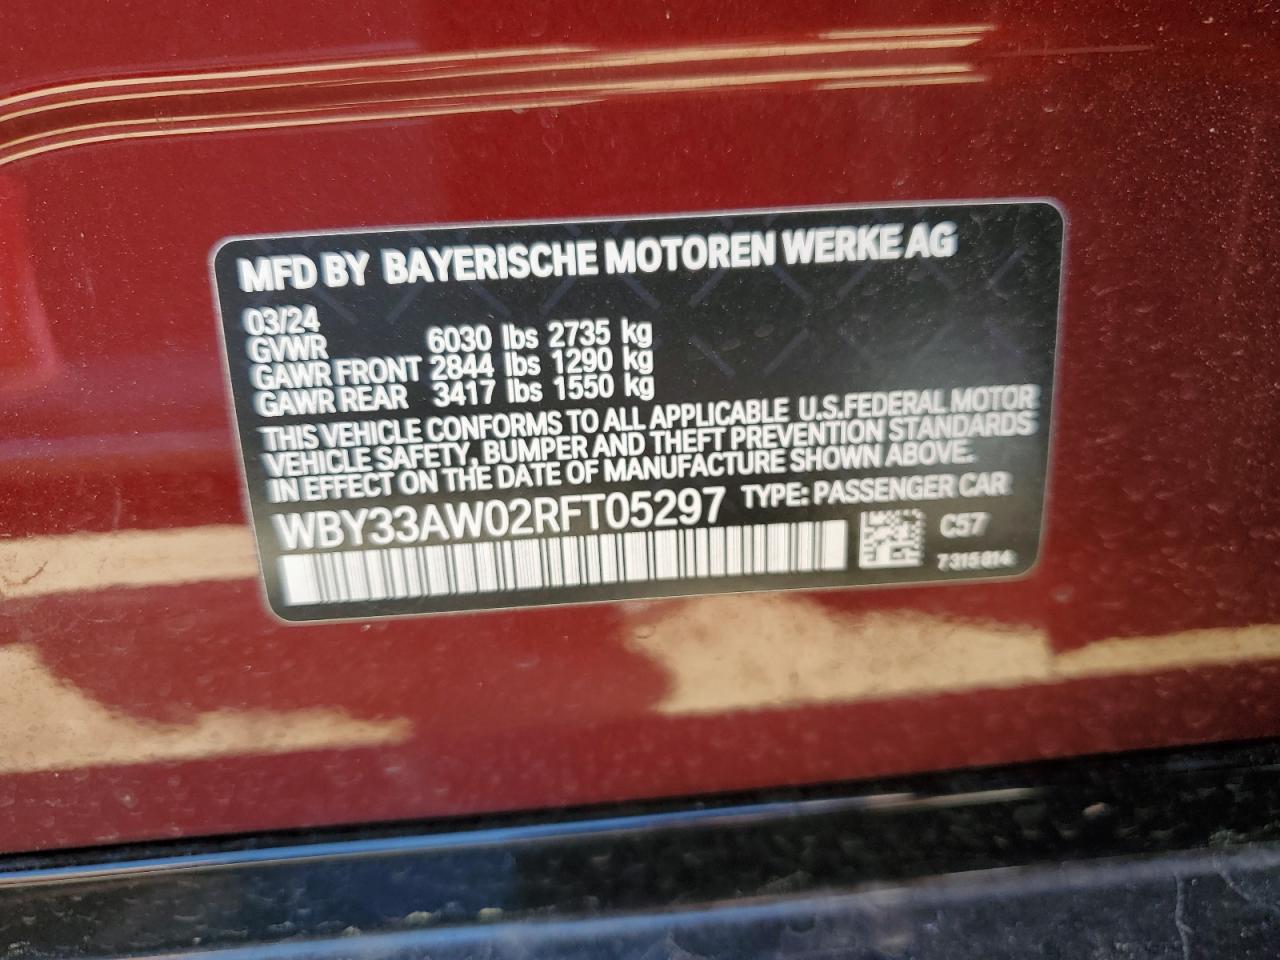 MFD BY BAYERISCHE MOTOREN WERKE AG
03/24
GVWR 6030 lbs 2735 kg
GAWR FRONT 2844 lbs 1290 kg
GAWR REAR 3417 lbs 1550 kg
THIS VEHICLE CONFORMS TO ALL APPLICABLE U.S.FEDERAL MOTOR
VEHICLE SAFETY, BUMPER AND THEFT PREVENTION STANDARDS
IN EFFECT ON THE DATE OF MANUFACTURE SHOWN ABOVE.
WBY33AW02RFT05297 TYPE: PASSENGER CAR
C57
7315814